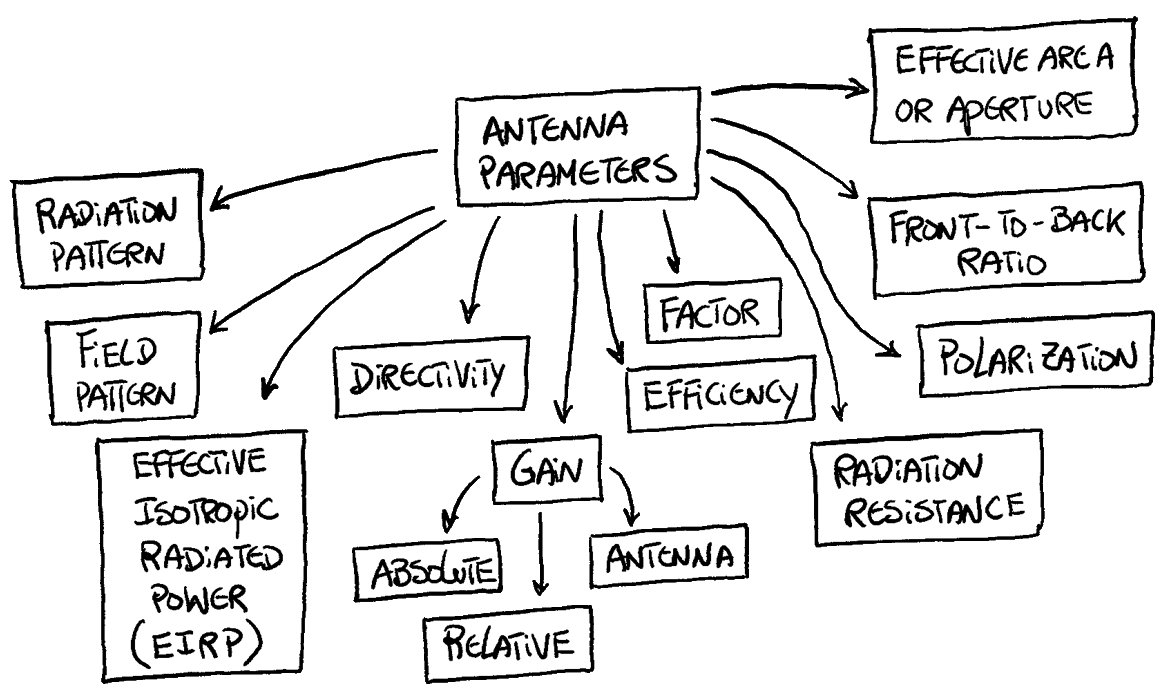 ANTENNA
PARAMETERS
RADIATION
PATTERN
FIELD
PATTERN
EFFECTIVE
ISOTROPIC
RADIATED
POWER
(EIRP)
DIRECTIVITY
GAIN
ABSOLUTE
RELATIVE
ANTENNA
EFFICIENCY
FACTOR
RADIATION
RESISTANCE
POLARIZATION
FRONT-TO-BACK
RATIO
EFFECTIVE AREA
OR APERTURE